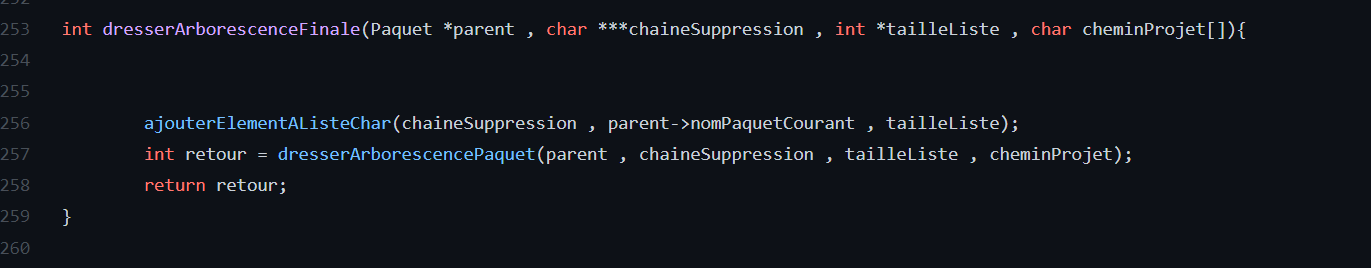 252
253 int dresserArborescenceFinale(Paquet *parent , char ***chaineSuppression , int *tailleListe , char cheminProjet[]){
254
255
256 ajouterElementAListeChar(chaineSuppression , parent->nomPaquetCourant , tailleListe);
257 int retour = dresserArborescencePaquet(parent , chaineSuppression , tailleListe , cheminProjet);
258 return retour;
259 }
260